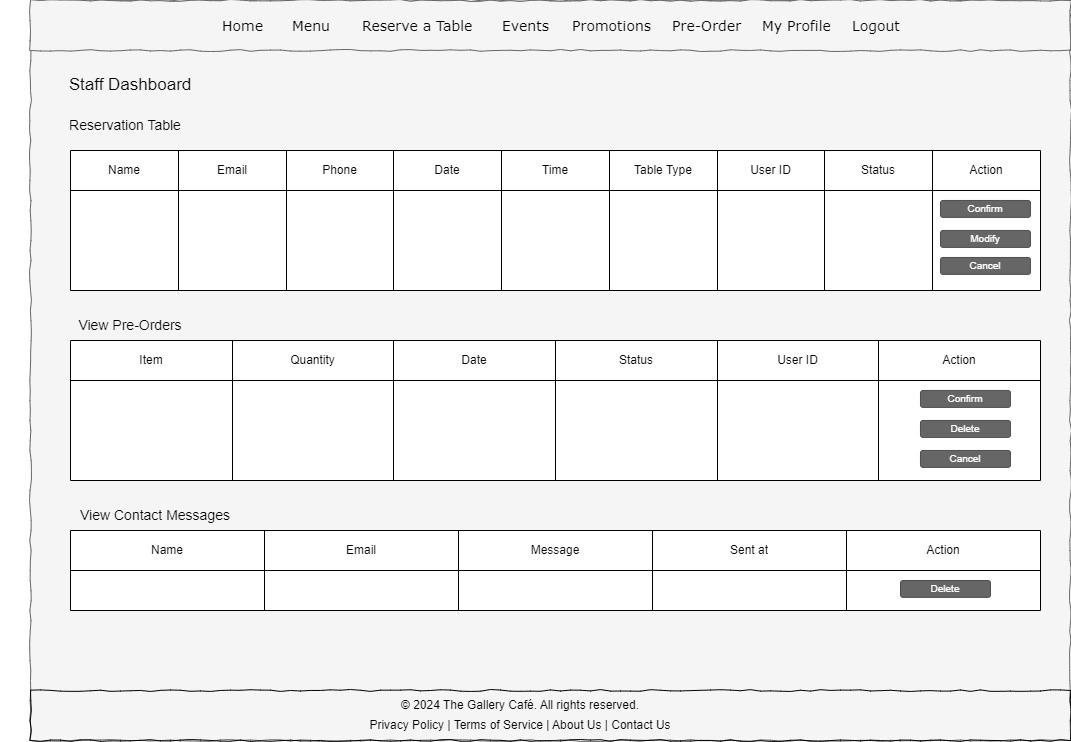 Home Menu Reserve a Table Events Promotions Pre-Order My Profile Logout
Staff Dashboard
Reservation Table
Name Email Phone Date Time Table Type User ID Status Action
Confirm
Modify
Cancel
View Pre-Orders
Item Quantity Date Status User ID Action
Confirm
Delete
Cancel
View Contact Messages
Name Email Message Sent at Action
Delete
© 2024 The Gallery Café. All rights reserved.
Privacy Policy | Terms of Service | About Us | Contact Us